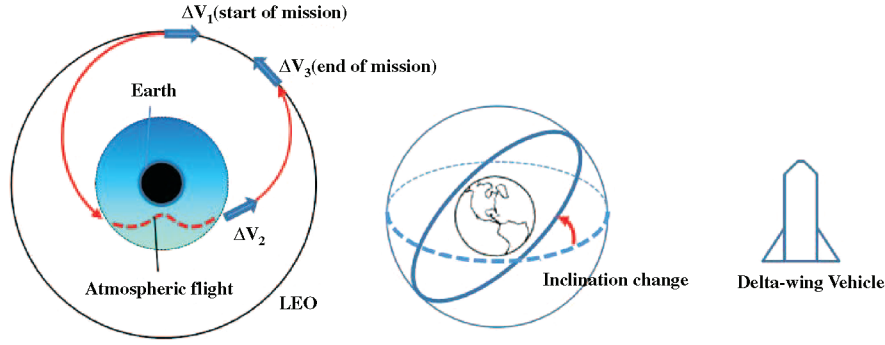 ΔV1(start of mission)
ΔV3(end of mission)
Earth
ΔV2
Atmospheric flight
LEO
Inclination change
Delta-wing Vehicle